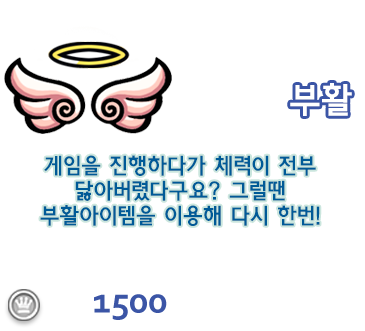 부활
게임을 진행하다가 체력이 전부
닳아버렸다구요? 그럴땐
부활아이템을 이용해 다시 한번!
1500